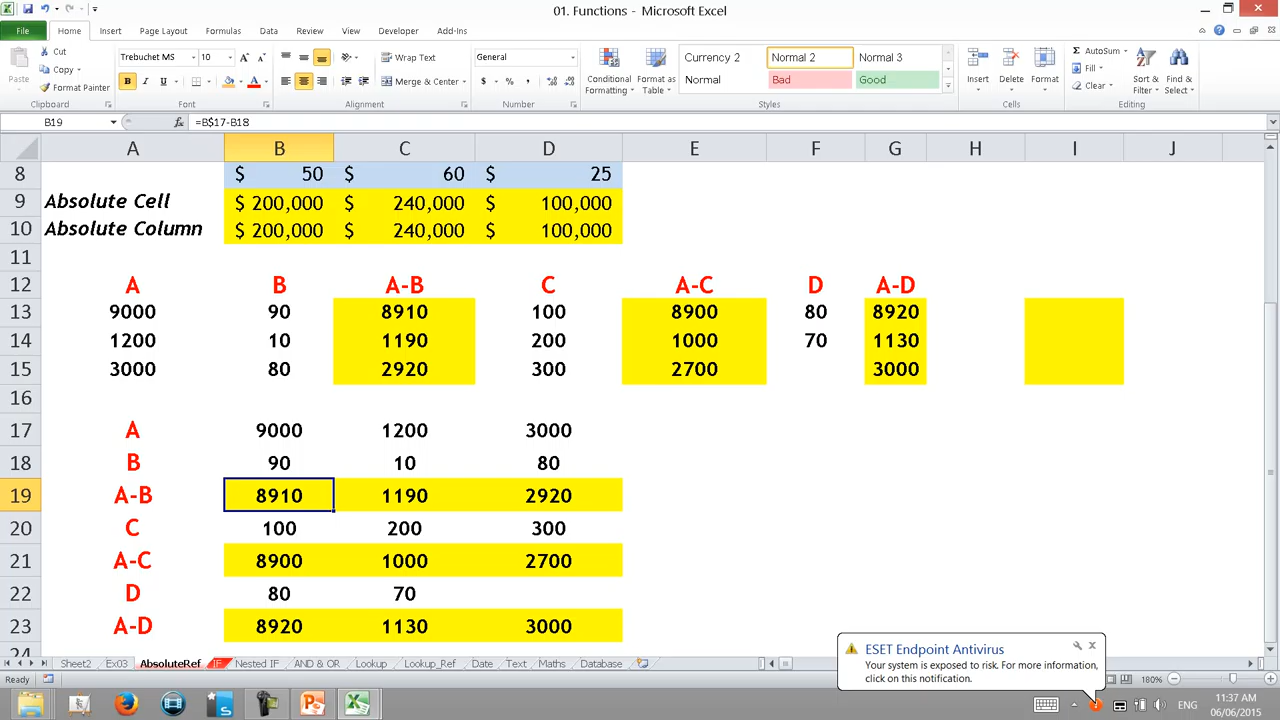 01. Functions - Microsoft Excel
File Home Insert Page Layout Formulas Data Review View Developer Add-Ins
Paste Cut Copy Format Painter Clipboard
Trebuchet MS 10 B I U A Font
Wrap Text Merge & Center Alignment
General $ % , Number
Conditional Formatting Format as Table
Currency 2 Normal 2 Normal 3
Normal Bad Good
Styles
Insert Delete Format Cells
AutoSum Fill Clear Sort & Filter Find & Select Editing
B19 fx =B$17-B18
A B C D E F G H I J
8 $ 50 $ 60 $ 25
9 Absolute Cell $ 200,000 $ 240,000 $ 100,000
10 Absolute Column $ 200,000 $ 240,000 $ 100,000
11
12 A B A-B C A-C D A-D
13 9000 90 8910 100 8900 80 8920
14 1200 10 1190 200 1000 70 1130
15 3000 80 2920 300 2700 3000
16
17 A 9000 1200 3000
18 B 90 10 80
19 A-B 8910 1190 2920
20 C 100 200 300
21 A-C 8900 1000 2700
22 D 80 70
23 A-D 8920 1130 3000
24
Sheet2 Ex03 AbsoluteRef IF Nested IF AND & OR Lookup Lookup_Ref Date Text Maths Database
ESET Endpoint Antivirus
Your system is exposed to risk. For more information,
click on this notification.
Ready 180%
ENG 11:37 AM
06/06/2015